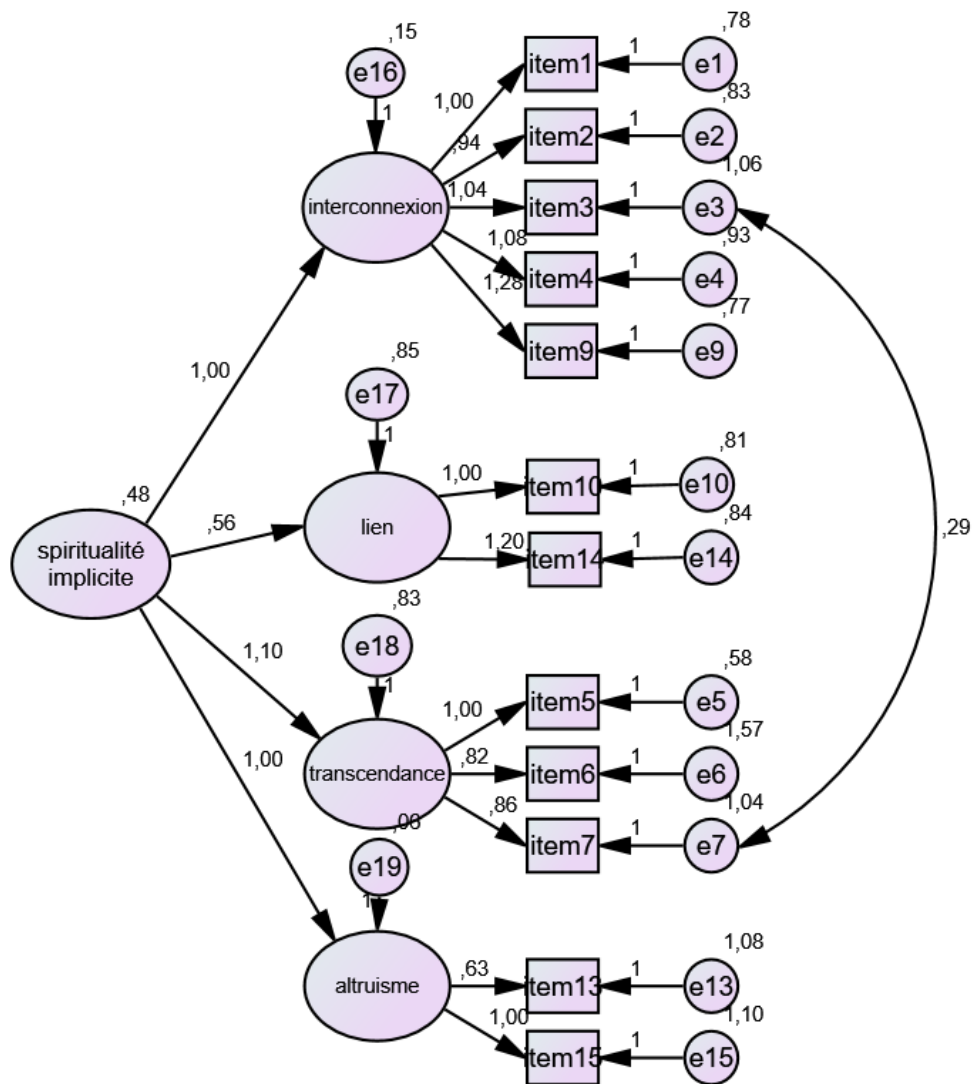 ,15
e16
1
interconnexion
1,00
,94
1,04
1,08
1,28
item1
1
e1
,78
item2
1
e2
,83
item3
1
e3
1,06
item4
1
e4
,93
item9
1
e9
,77
1,00
,85
e17
1
lien
1,00
1,20
item10
1
e10
,81
item14
1
e14
,84
,29
,48
spiritualité
implicite
,56
1,10
1,00
,83
e18
1
transcendance
1,00
,82
,86
item5
1
e5
,58
item6
1
e6
1,57
item7
1
e7
1,04
e19
1
altruisme
,63
1,00
item13
1
e13
1,08
item15
1
e15
1,10